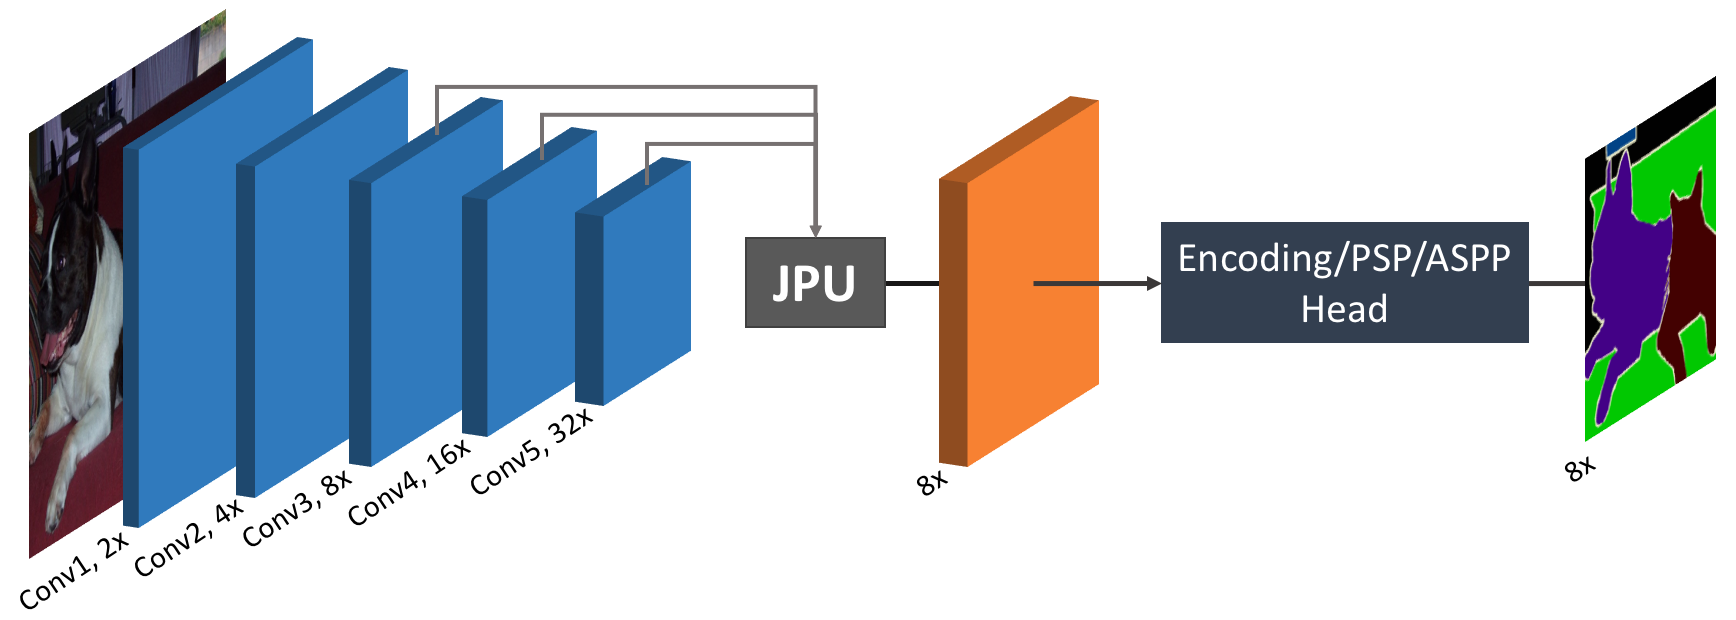 Conv1, 2x
Conv2, 4x
Conv3, 8x
Conv4, 16x
Conv5, 32x
JPU
8x
Encoding/PSP/ASPP
Head
8x